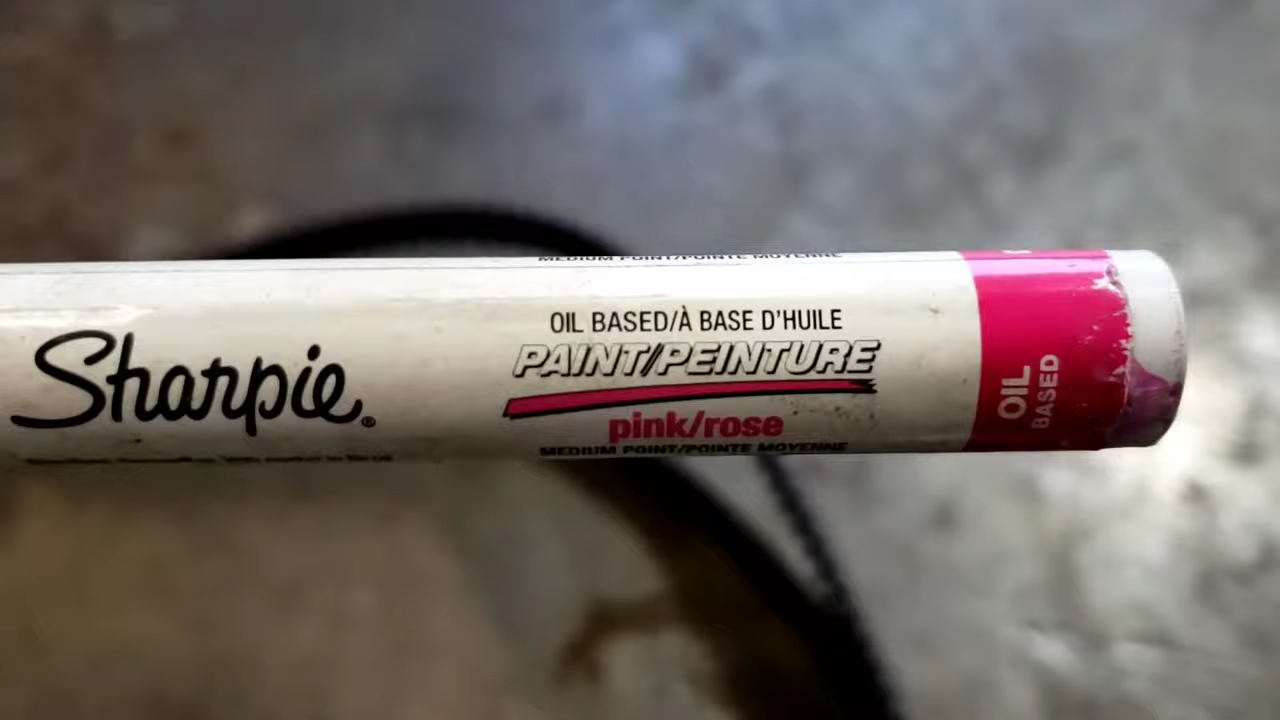 MEDIUM POINT/POINTE MOYENNE
Sharpie®
OIL BASED/À BASE D'HUILE
PAINT/PEINTURE
pink/rose
MEDIUM POINT/POINTE MOYENNE
OIL
BASED